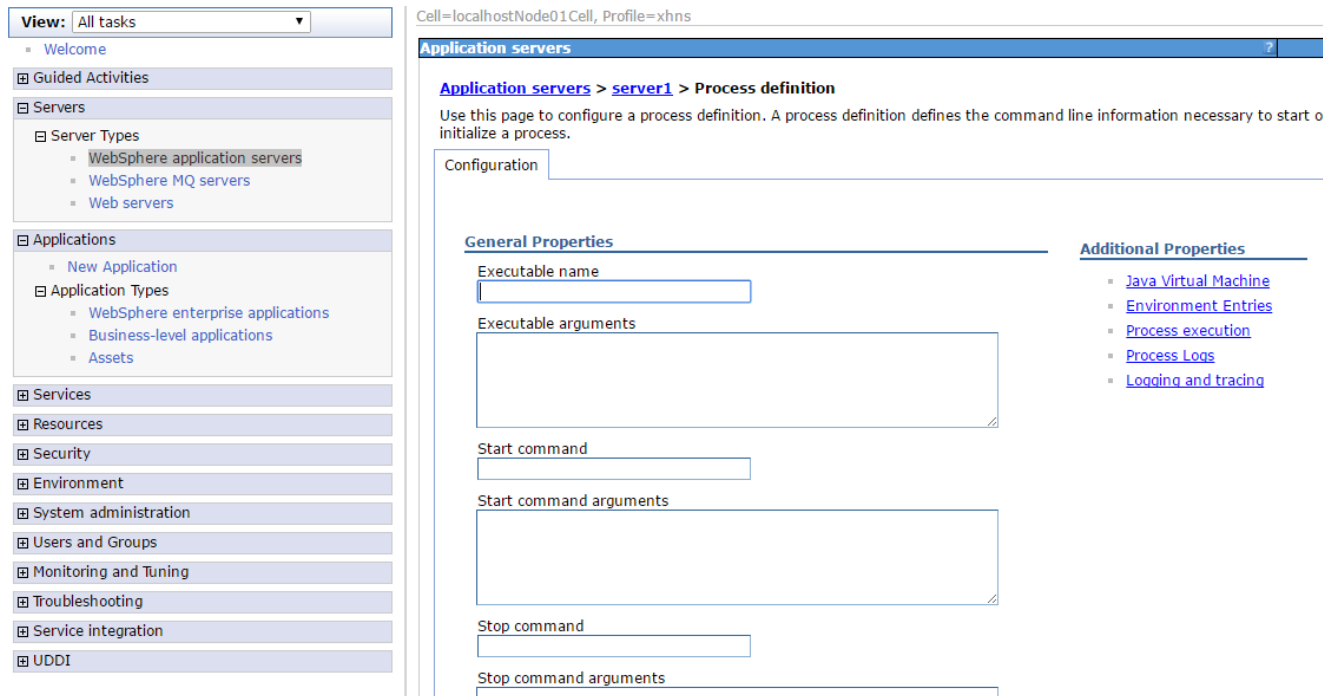 View: All tasks
Welcome
Guided Activities
Servers
Server Types
WebSphere application servers
WebSphere MQ servers
Web servers
Applications
New Application
Application Types
WebSphere enterprise applications
Business-level applications
Assets
Services
Resources
Security
Environment
System administration
Users and Groups
Monitoring and Tuning
Troubleshooting
Service integration
UDDI
Cell=localhostNode01Cell, Profile=xhns
Application servers ?
Application servers > server1 > Process definition
Use this page to configure a process definition. A process definition defines the command line information necessary to start o
initialize a process.
Configuration
General Properties
Executable name
Executable arguments
Start command
Start command arguments
Stop command
Stop command arguments
Additional Properties
Java Virtual Machine
Environment Entries
Process execution
Process Logs
Logging and tracing